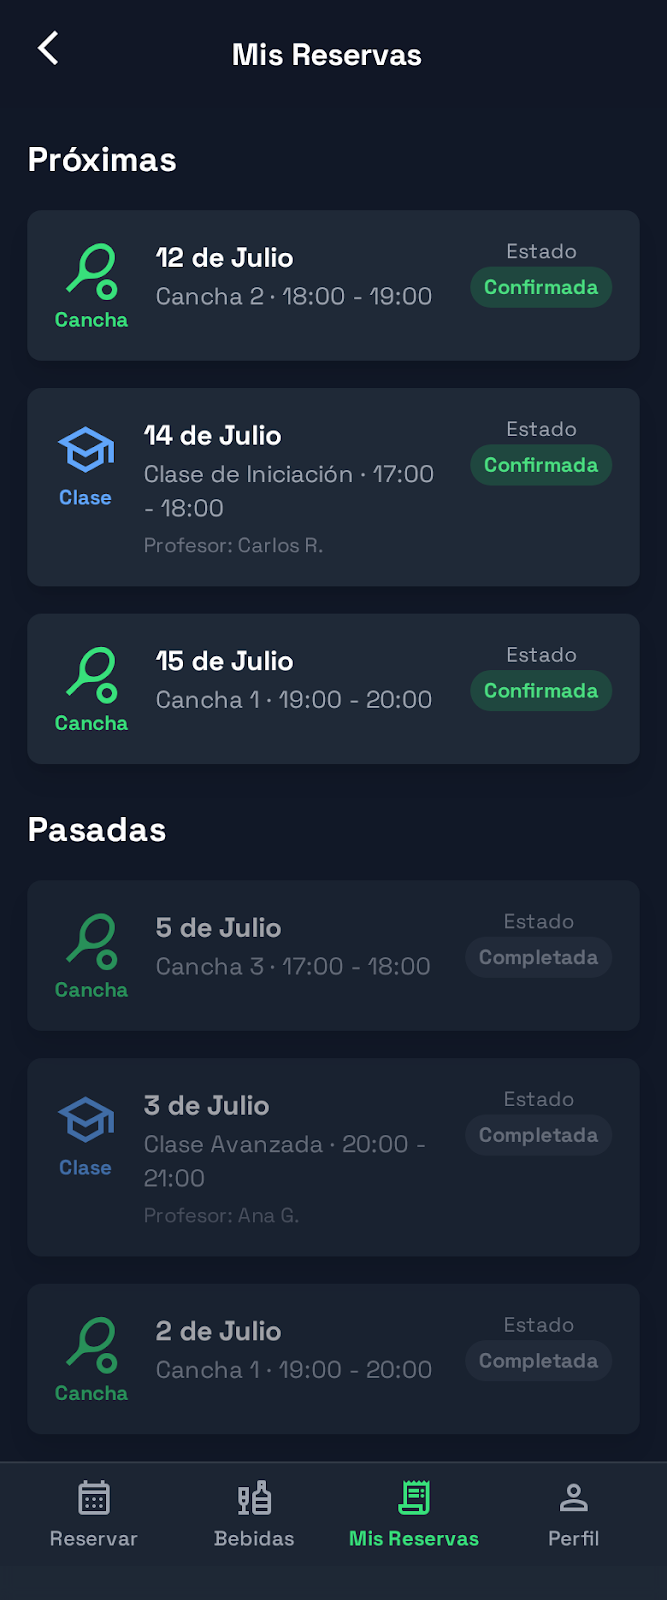 Mis Reservas
Próximas
Cancha
12 de Julio
Cancha 2 · 18:00 - 19:00
Estado
Confirmada
Clase
14 de Julio
Clase de Iniciación · 17:00
- 18:00
Profesor: Carlos R.
Estado
Confirmada
Cancha
15 de Julio
Cancha 1 · 19:00 - 20:00
Estado
Confirmada
Pasadas
Cancha
5 de Julio
Cancha 3 · 17:00 - 18:00
Estado
Completada
Clase
3 de Julio
Clase Avanzada · 20:00 -
21:00
Profesor: Ana G.
Estado
Completada
Cancha
2 de Julio
Cancha 1 · 19:00 - 20:00
Estado
Completada
Reservar
Bebidas
Mis Reservas
Perfil